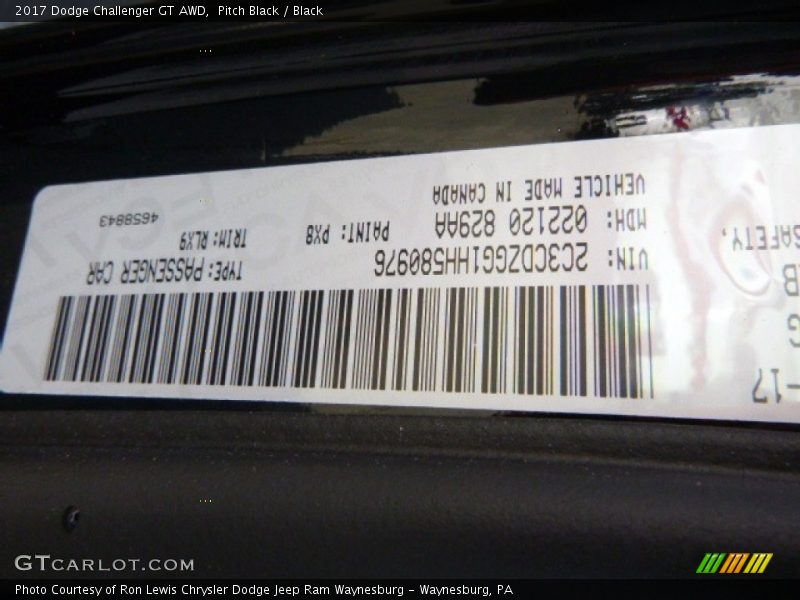 2017 Dodge Challenger GT AWD, Pitch Black / Black
-17
G
B
SAFETY,
VIN: 2C3CDZGG1HH580976
TYPE: PASSENGER CAR
MDH: 022120 829AA
PAINT: PX8
TRIM: RLX9
VEHICLE MADE IN CANADA
4658843
GTCARLOT.COM
Photo Courtesy of Ron Lewis Chrysler Dodge Jeep Ram Waynesburg - Waynesburg, PA